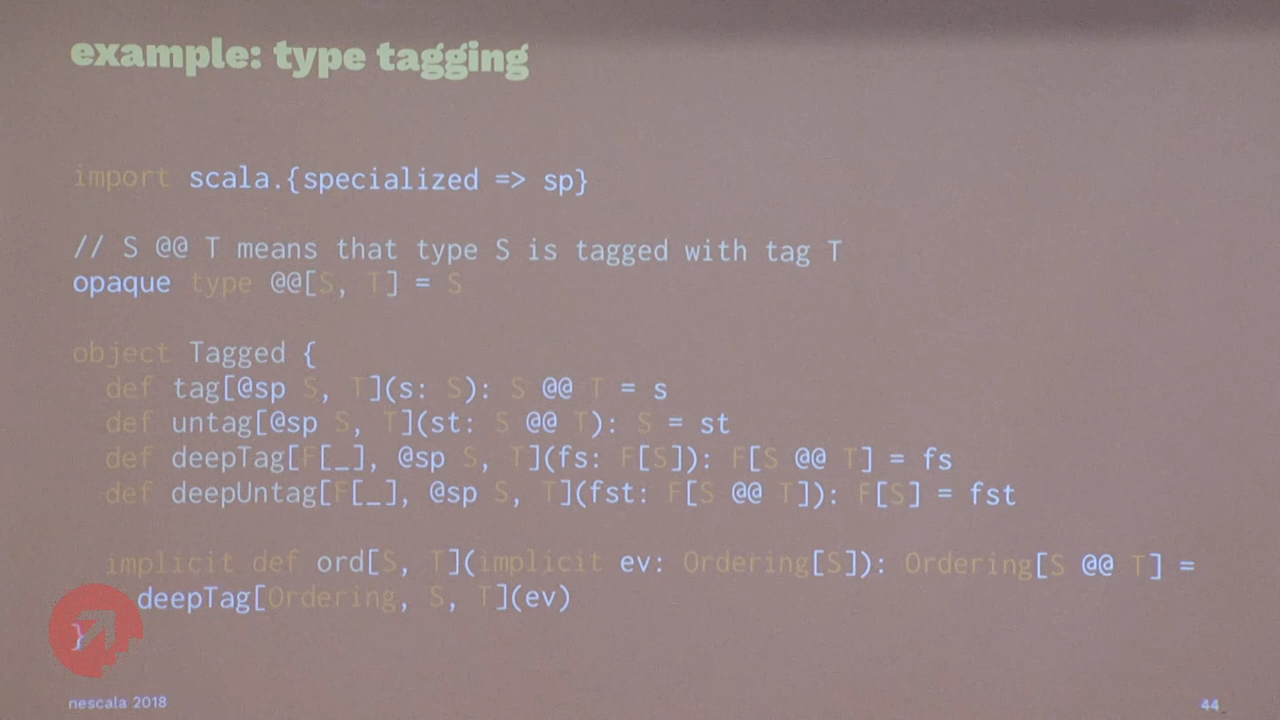 example: type tagging
import scala.{specialized => sp}
// S @@ T means that type S is tagged with tag T
opaque type @@[S, T] = S
object Tagged {
def tag[@sp S, T](s: S): S @@ T = s
def untag[@sp S, T](st: S @@ T): S = st
def deepTag[F[_], @sp S, T](fs: F[S]): F[S @@ T] = fs
def deepUntag[F[_], @sp S, T](fst: F[S @@ T]): F[S] = fst
implicit def ord[S, T](implicit ev: Ordering[S]): Ordering[S @@ T] =
deepTag[Ordering, S, T](ev)
}
nescala 2018
44